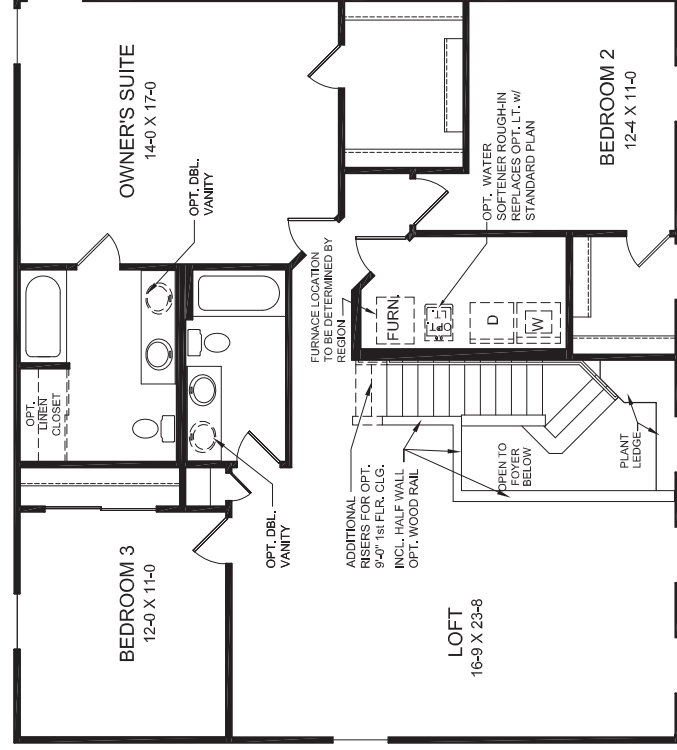 OWNER'S SUITE
14-0 X 17-0
OPT. DBL.
VANITY
BEDROOM 2
12-4 X 11-0
OPT. WATER
SOFTENER ROUGH-IN
REPLACES OPT. LT. w/
STANDARD PLAN
FURNACE LOCATION
TO BE DETERMINED BY
REGION
FURN.
OPT.
D
W
OPT.
LINEN
CLOSET
ADDITIONAL
RISERS FOR OPT.
9'-0" 1st FLR. CLG.
INCL. HALF WALL
OPT. WOOD RAIL
OPEN TO
FOYER
BELOW
PLANT
LEDGE
OPT. DBL.
VANITY
BEDROOM 3
12-0 X 11-0
LOFT
16-9 X 23-8